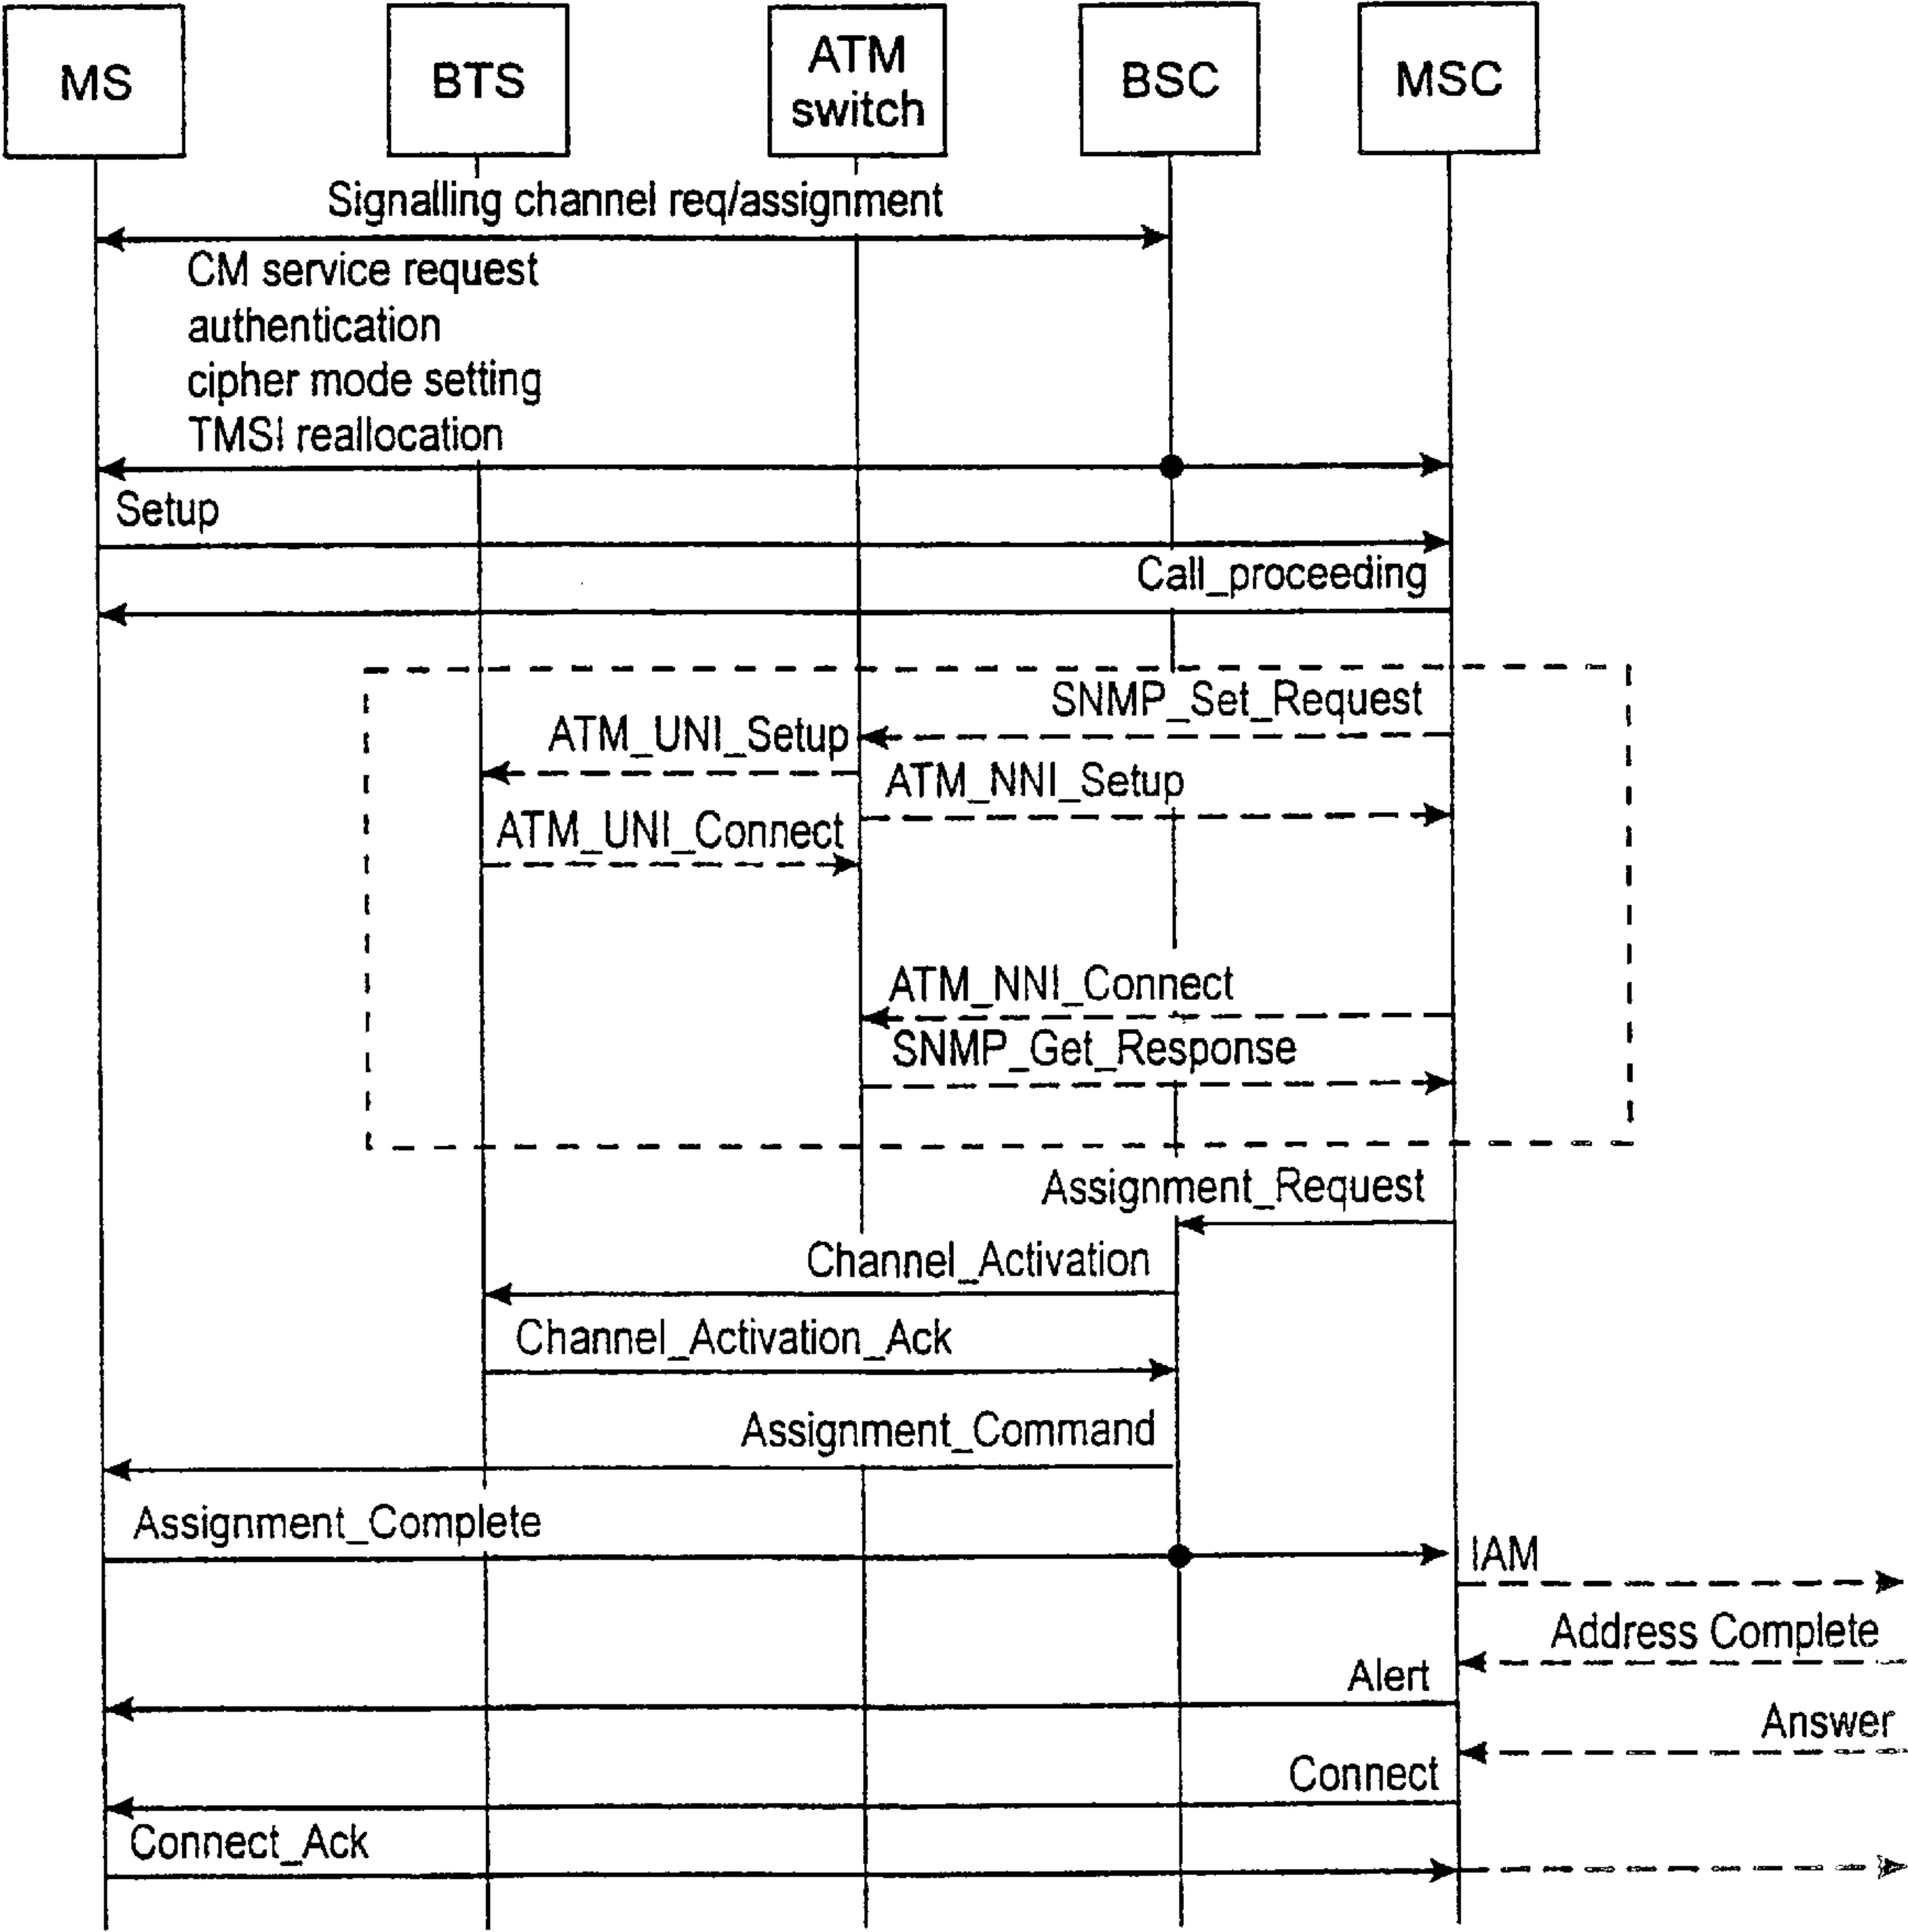 MS
BTS
ATM
switch
BSC
MSC
Signalling channel req/assignment
CM service request
authentication
cipher mode setting
TMSI reallocation
Setup
Call_proceeding
SNMP_Set_Request
ATM_UNI_Setup
ATM_NNI_Setup
ATM_UNI_Connect
ATM_NNI_Connect
SNMP_Get_Response
Assignment_Request
Channel_Activation
Channel_Activation_Ack
Assignment_Command
Assignment_Complete
IAM
Address Complete
Alert
Answer
Connect
Connect_Ack